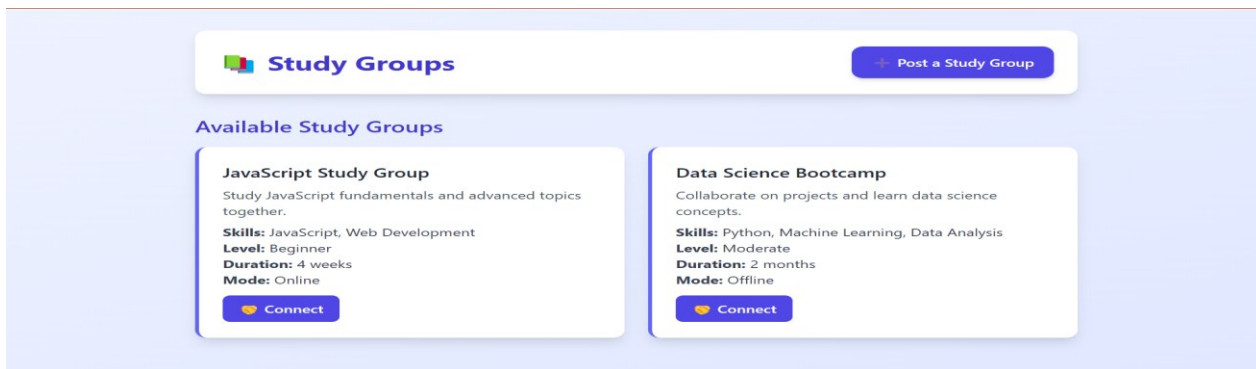 Study Groups
Post a Study Group
Available Study Groups
JavaScript Study Group
Study JavaScript fundamentals and advanced topics
together.
Skills: JavaScript, Web Development
Level: Beginner
Duration: 4 weeks
Mode: Online
Connect
Data Science Bootcamp
Collaborate on projects and learn data science
concepts.
Skills: Python, Machine Learning, Data Analysis
Level: Moderate
Duration: 2 months
Mode: Offline
Connect